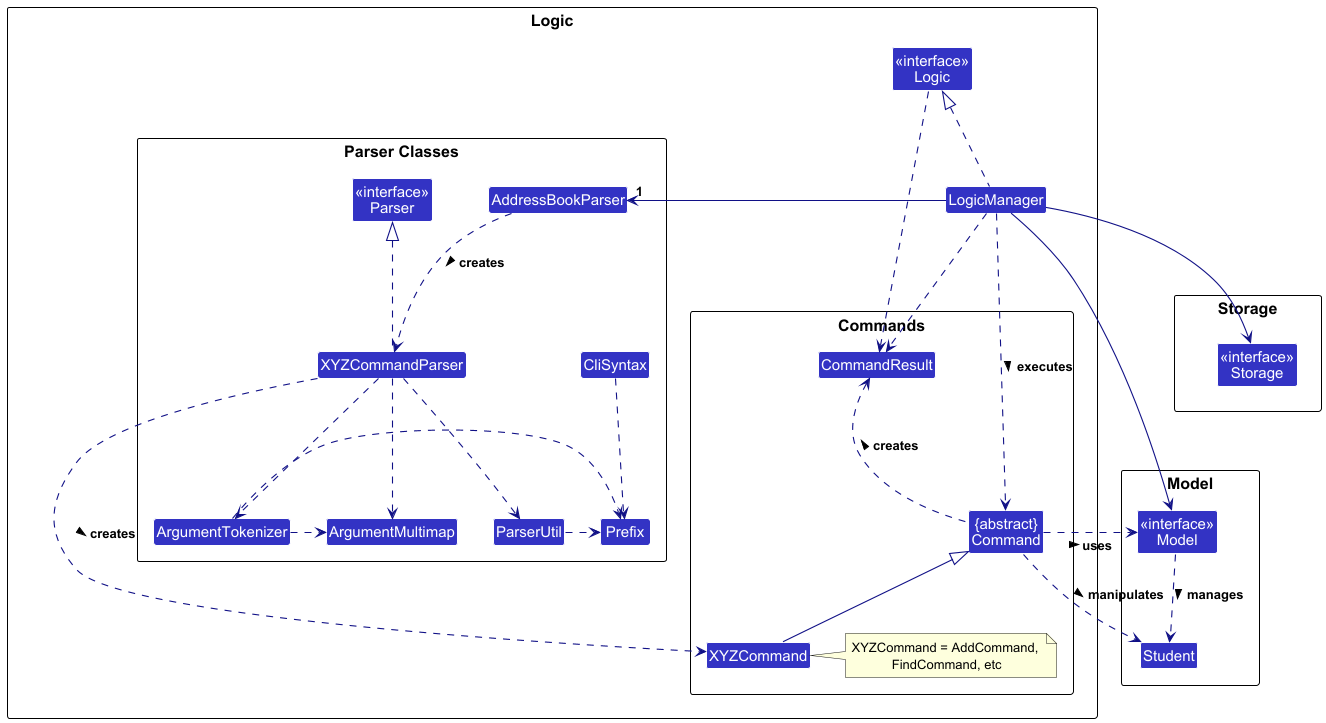 Logic
«interface»
Logic
Parser Classes
«interface»
Parser
AddressBookParser
1
LogicManager
creates
Storage
«interface»
Storage
Commands
XYZCommandParser
CliSyntax
CommandResult
executes
creates
Model
ArgumentTokenizer
ArgumentMultimap
ParserUtil
Prefix
{abstract}
Command
«interface»
Model
creates
uses
manipulates
manages
XYZCommand
XYZCommand = AddCommand,
FindCommand, etc
Student